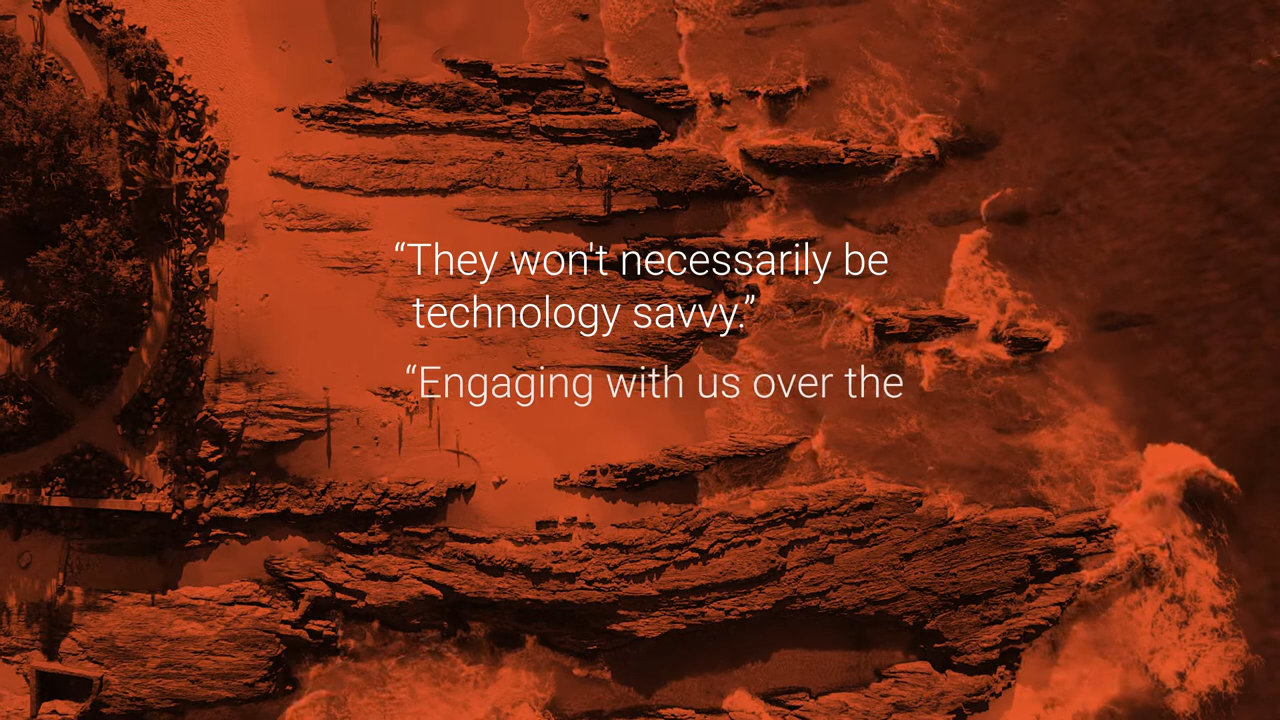 “They won't necessarily be
technology savvy.”
“Engaging with us over the